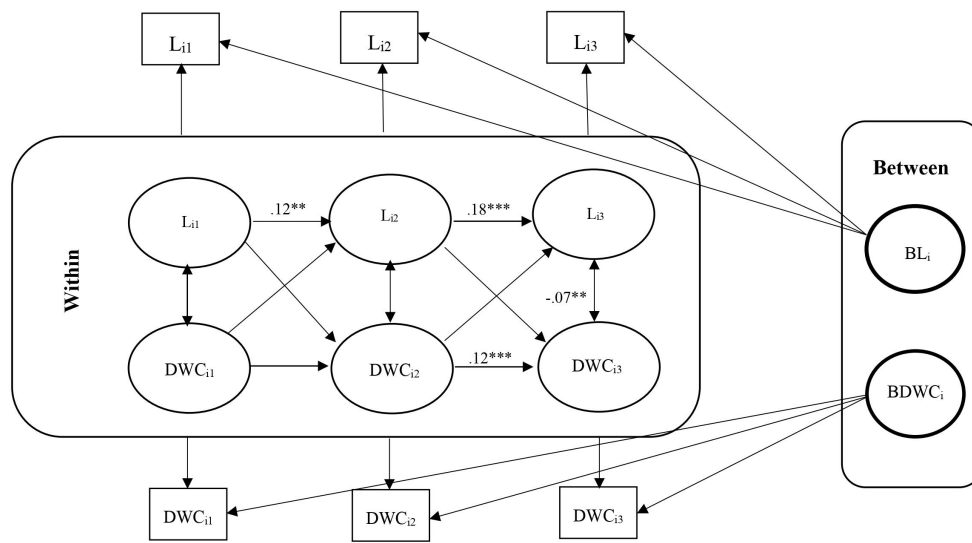 Lᵢ₁
Lᵢ₂
Lᵢ₃
Between
Within
Lᵢ₁
.12**
Lᵢ₂
.18***
Lᵢ₃
BLᵢ
-.07**
DWCᵢ₁
DWCᵢ₂
.12***
DWCᵢ₃
BDWCᵢ
DWCᵢ₁
DWCᵢ₂
DWCᵢ₃